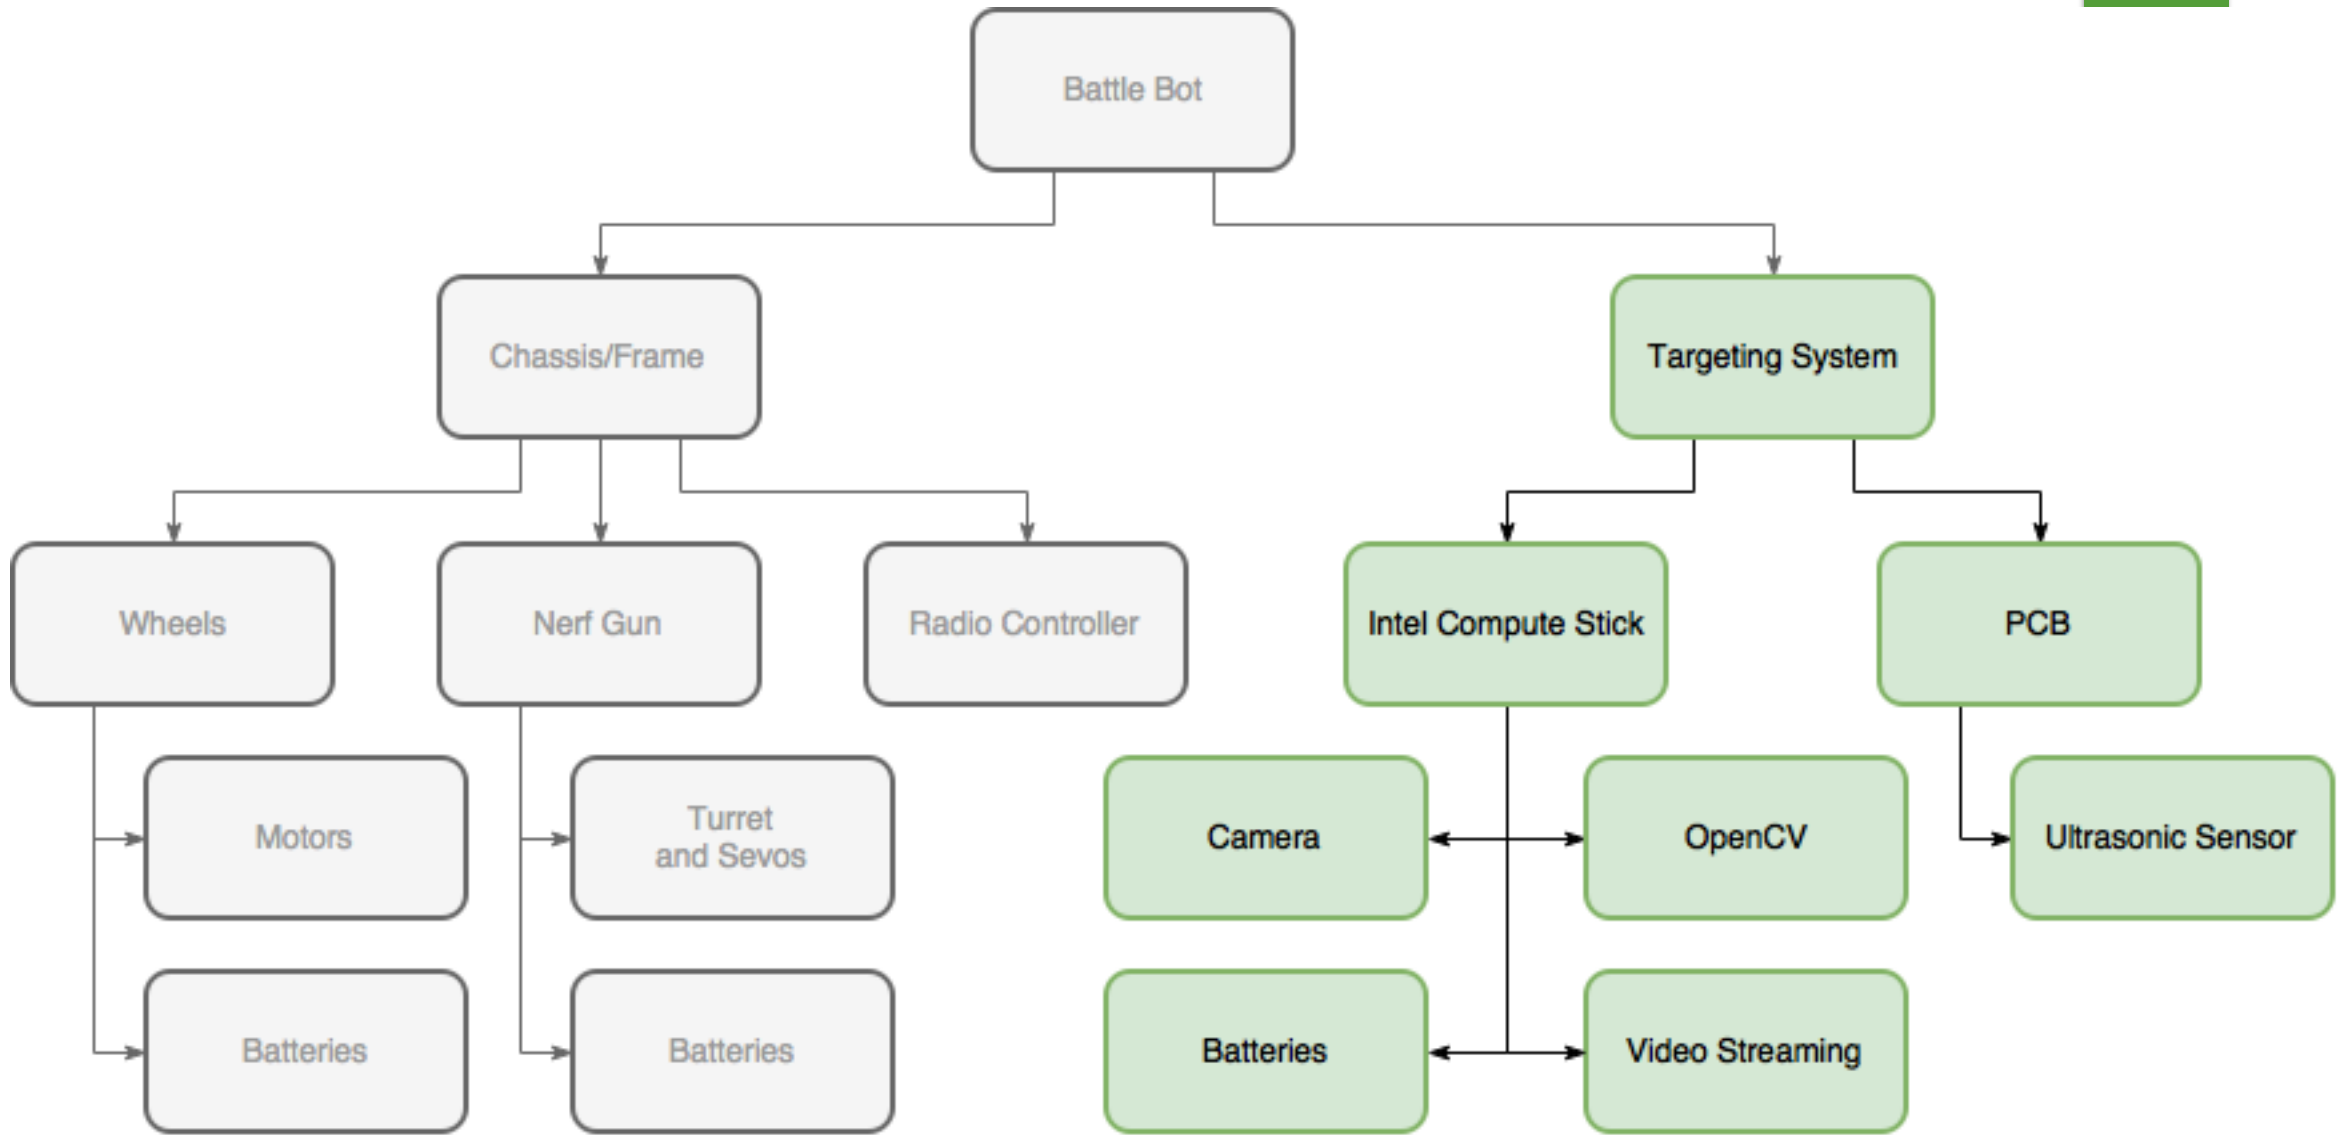 Battle Bot
Chassis/Frame
Targeting System
Wheels
Nerf Gun
Radio Controller
Intel Compute Stick
PCB
Motors
Turret
and Sevos
Camera
OpenCV
Ultrasonic Sensor
Batteries
Batteries
Batteries
Video Streaming